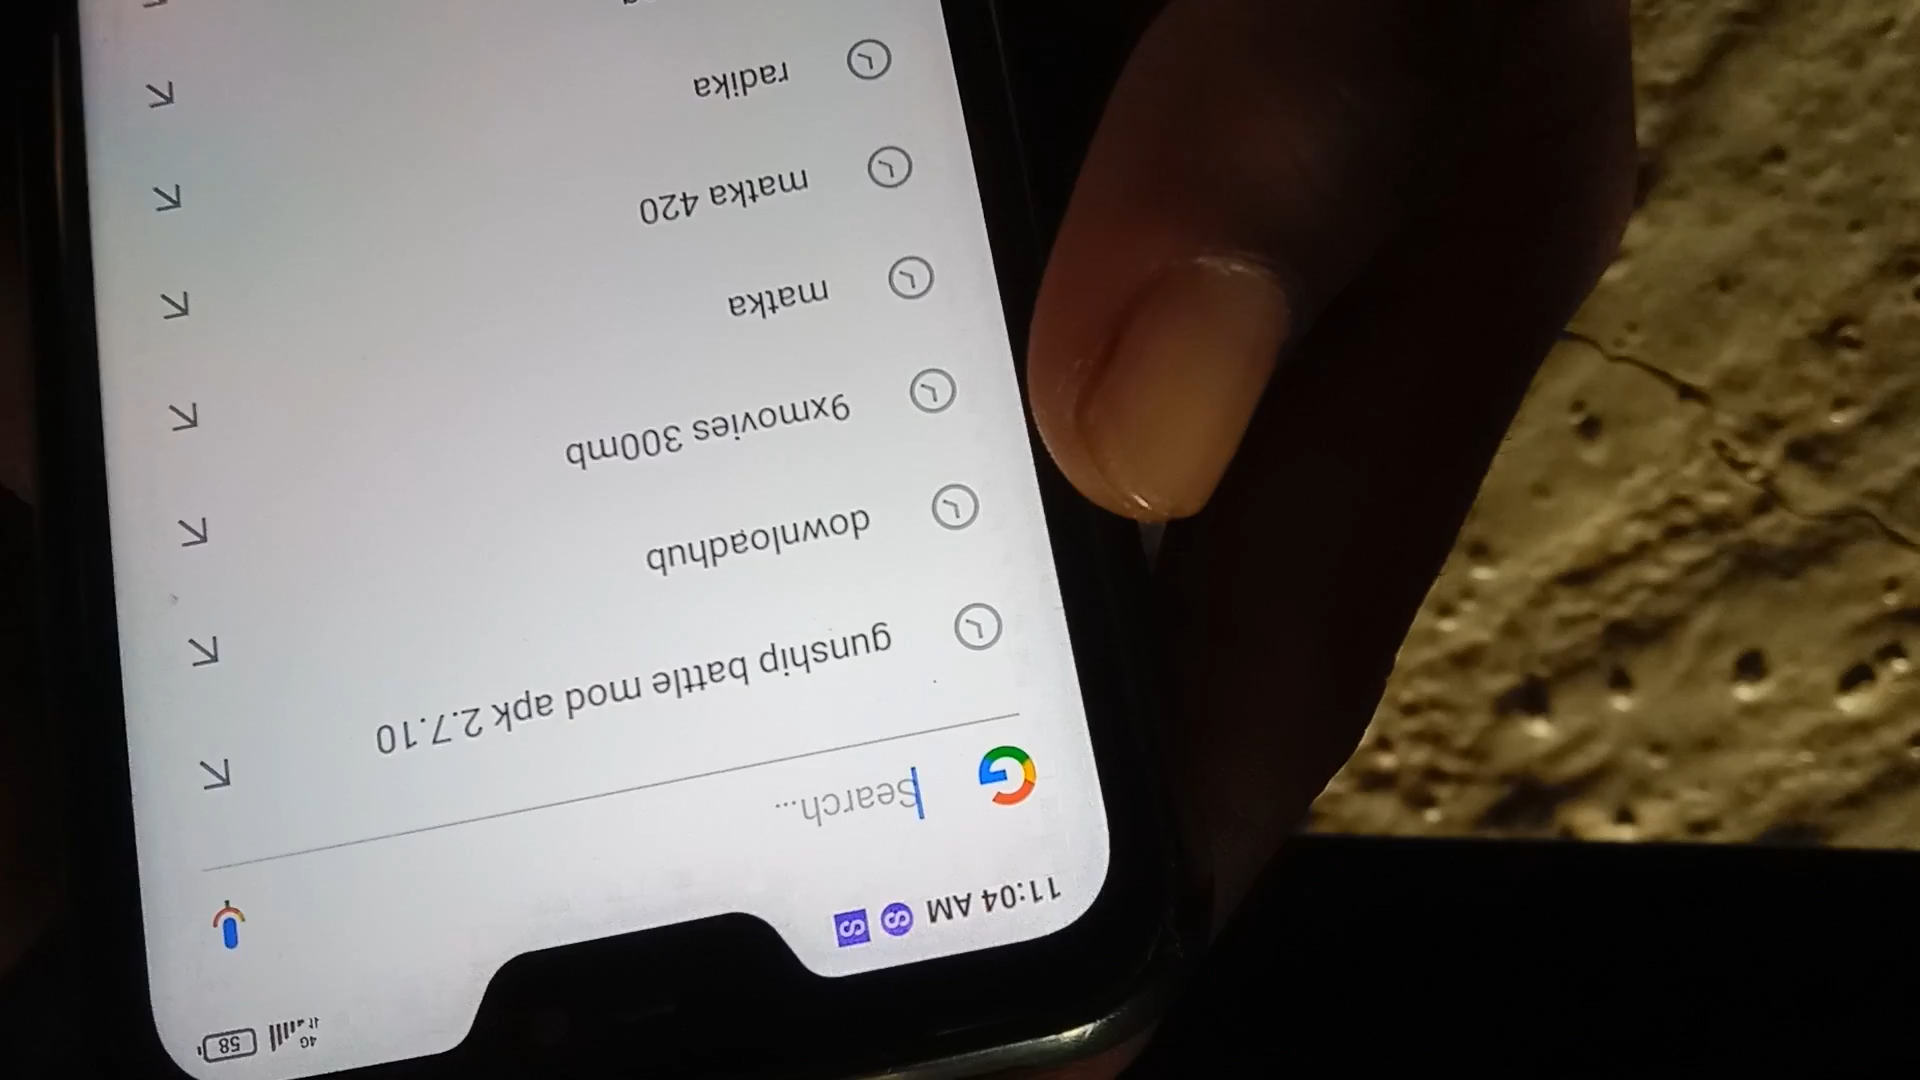 11:04 AM
4G
58
Search...
gunship battle mod apk 2.7.10
downloadhub
9xmovies 300mb
matka
matka 420
radika